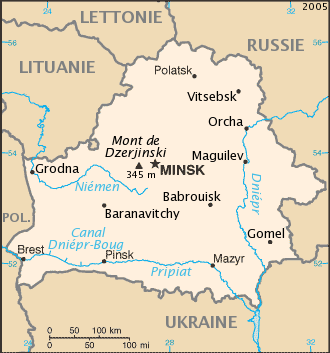 24
LETTONIE
2005
56
56
RUSSIE
LITUANIE
Polatsk
Vitsebsk
Orcha
Mont de
Dzerjinski
54
54
Maguilev
345 m
MINSK
Grodna
Niémen
Dniépr
Baranavitchy
Babrouisk
POL.
Canal
Dniépr-Boug
Gomel
Brest
Pinsk
Pripiat
Mazyr
52
52
0 50 100 km
0 50 100 mi
28
32
UKRAINE